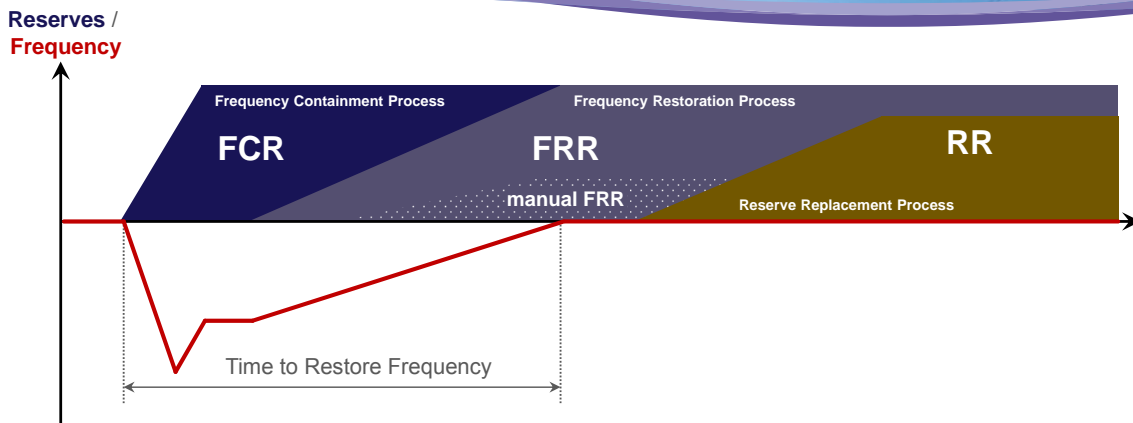 Reserves /
Frequency
Frequency Containment Process
Frequency Restoration Process
FCR
FRR
RR
manual FRR
Reserve Replacement Process
Time to Restore Frequency